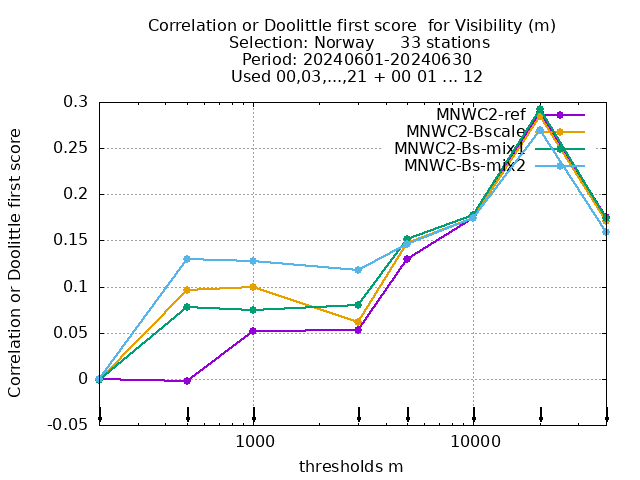 Correlation or Doolittle first score  for Visibility (m)
Selection: Norway     33 stations
Period: 20240601-20240630
Used 00,03,...,21 + 00 01 ... 12
Correlation or Doolittle first score
0.3
0.25
0.2
0.15
0.1
0.05
0
-0.05
MNWC2-ref
MNWC2-Bscale
MNWC2-Bs-mix1
MNWC-Bs-mix2
1000
10000
thresholds m